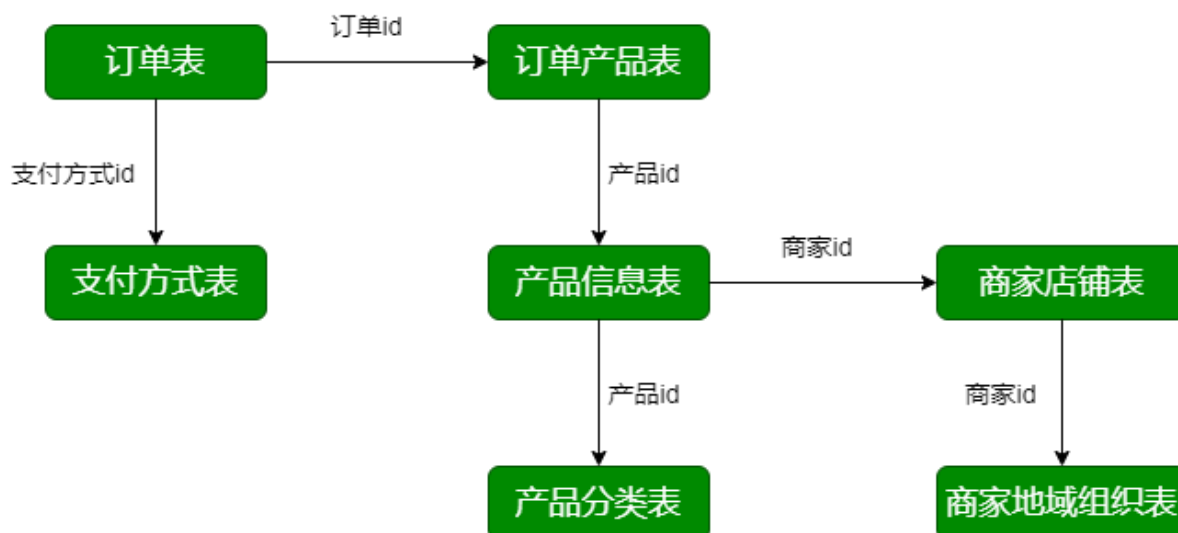 订单id
订单表
订单产品表
支付方式id
产品id
商家id
支付方式表
产品信息表
商家店铺表
产品id
商家id
产品分类表
商家地域组织表